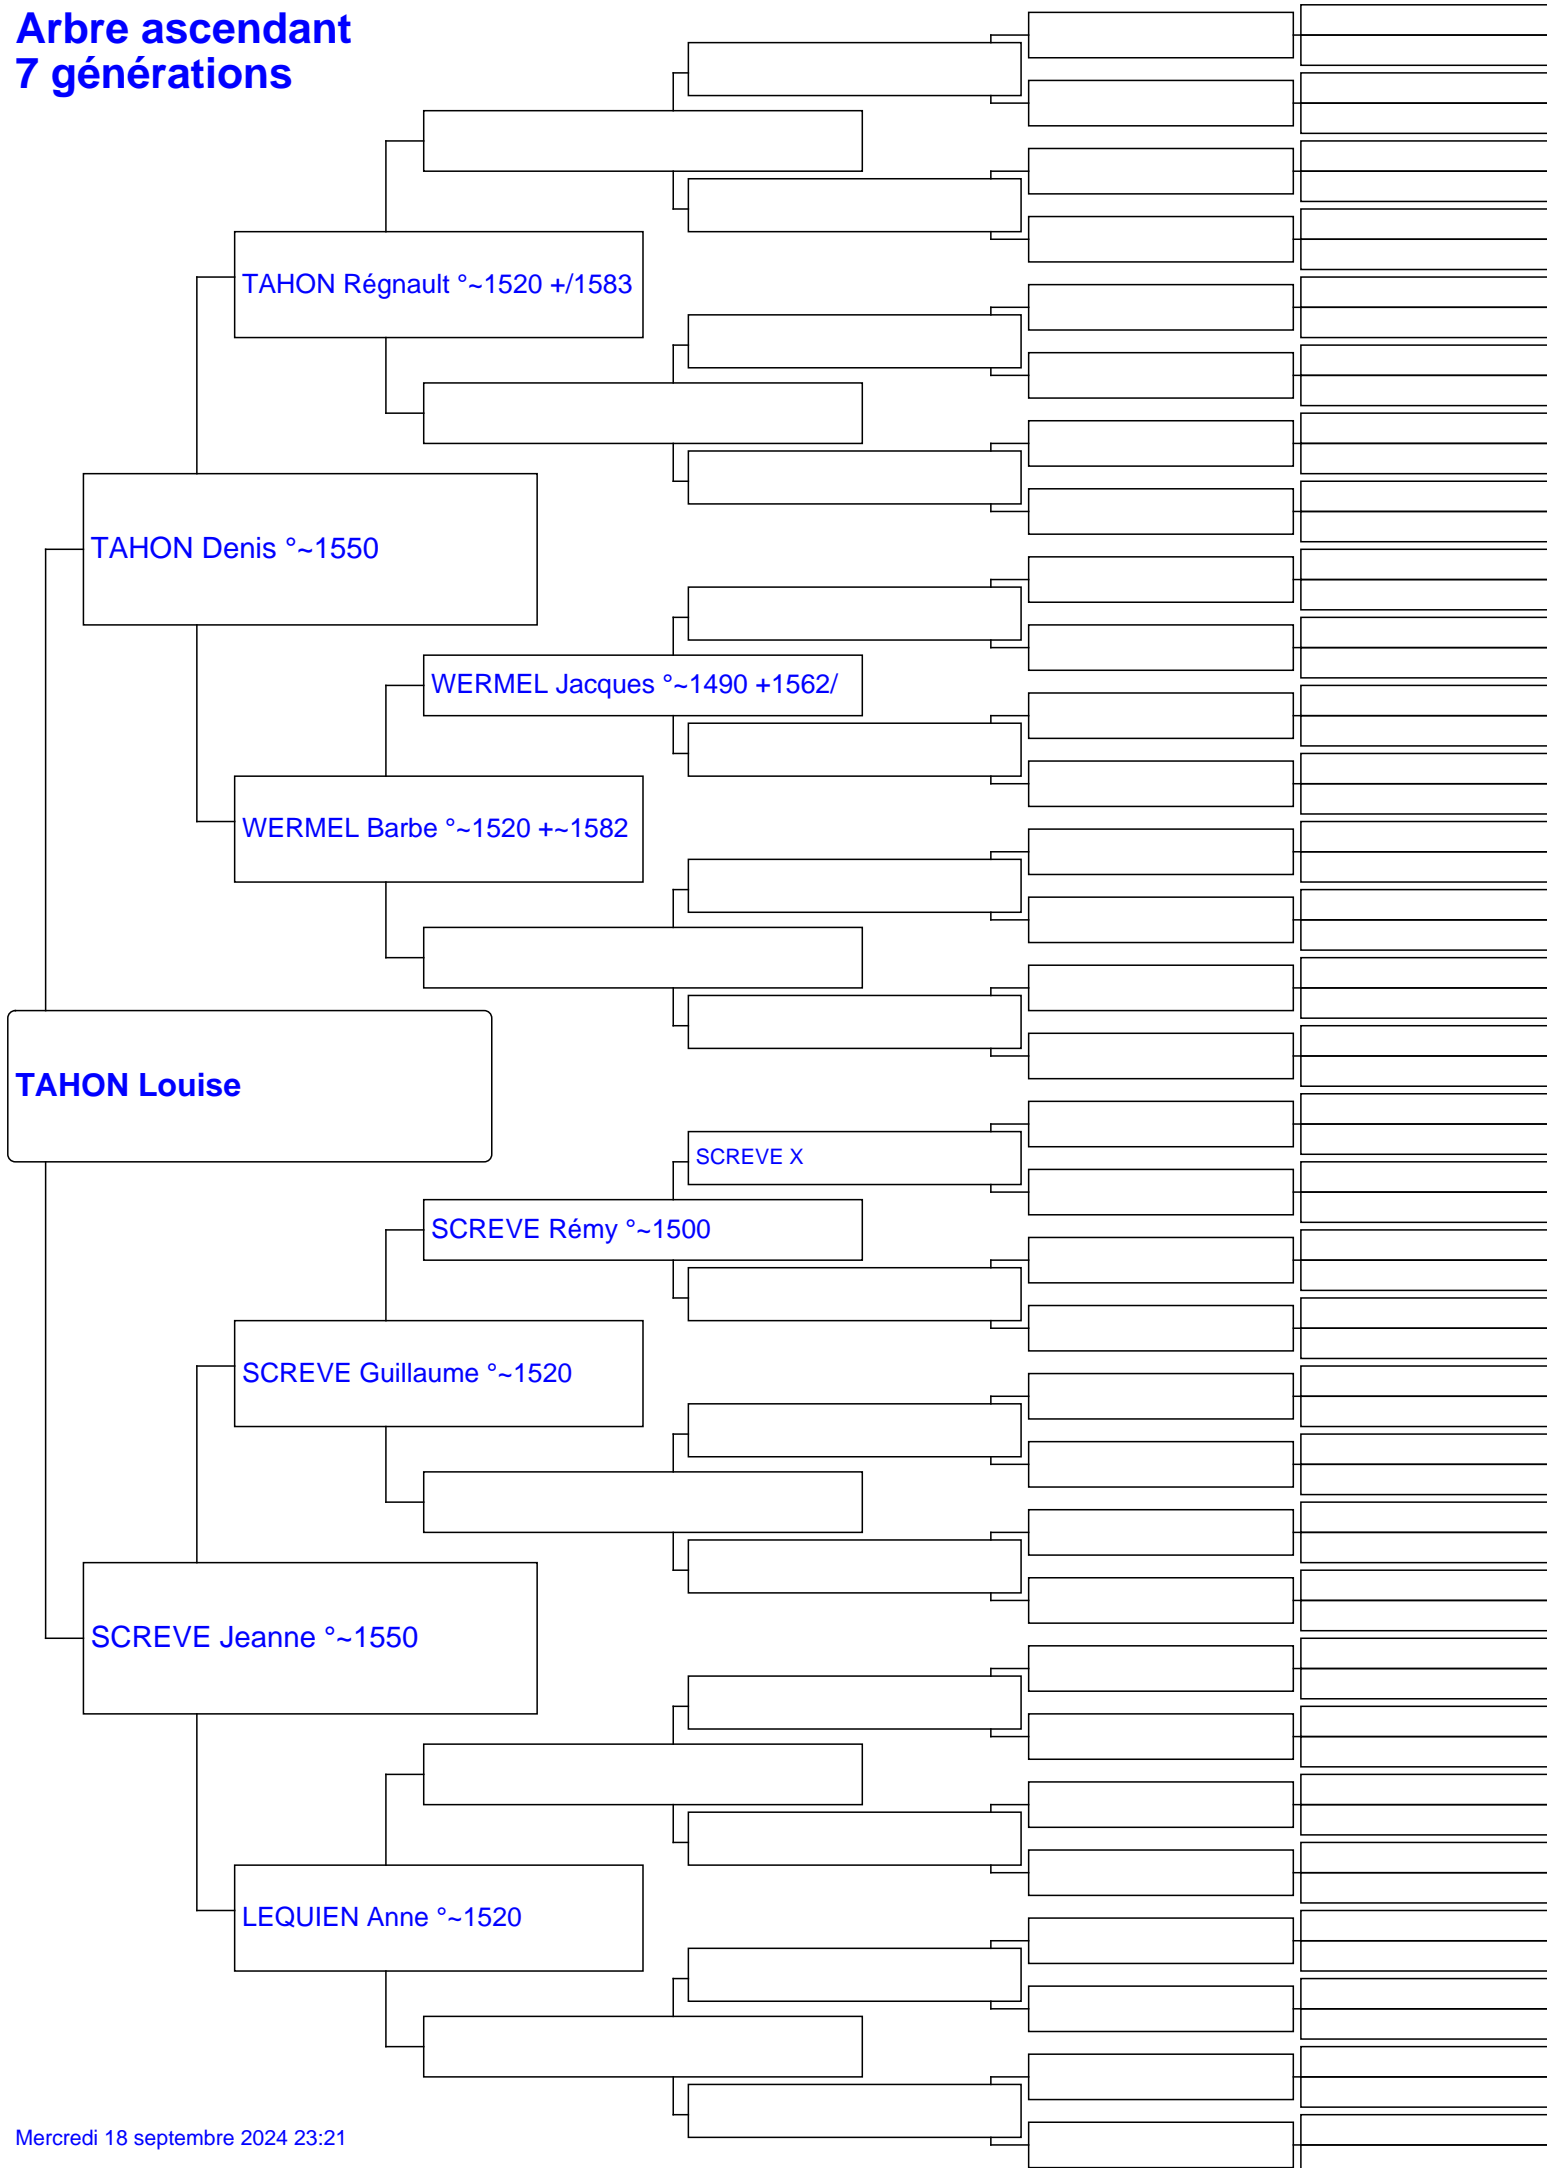 Arbre ascendant
7 générations
TAHON Régnault °~1520 +/1583
TAHON Denis °~1550
WERMEL Jacques °~1490 +1562/
WERMEL Barbe °~1520 +~1582
TAHON Louise
SCREVE X
SCREVE Rémy °~1500
SCREVE Guillaume °~1520
SCREVE Jeanne °~1550
LEQUIEN Anne °~1520
Mercredi 18 septembre 2024 23:21